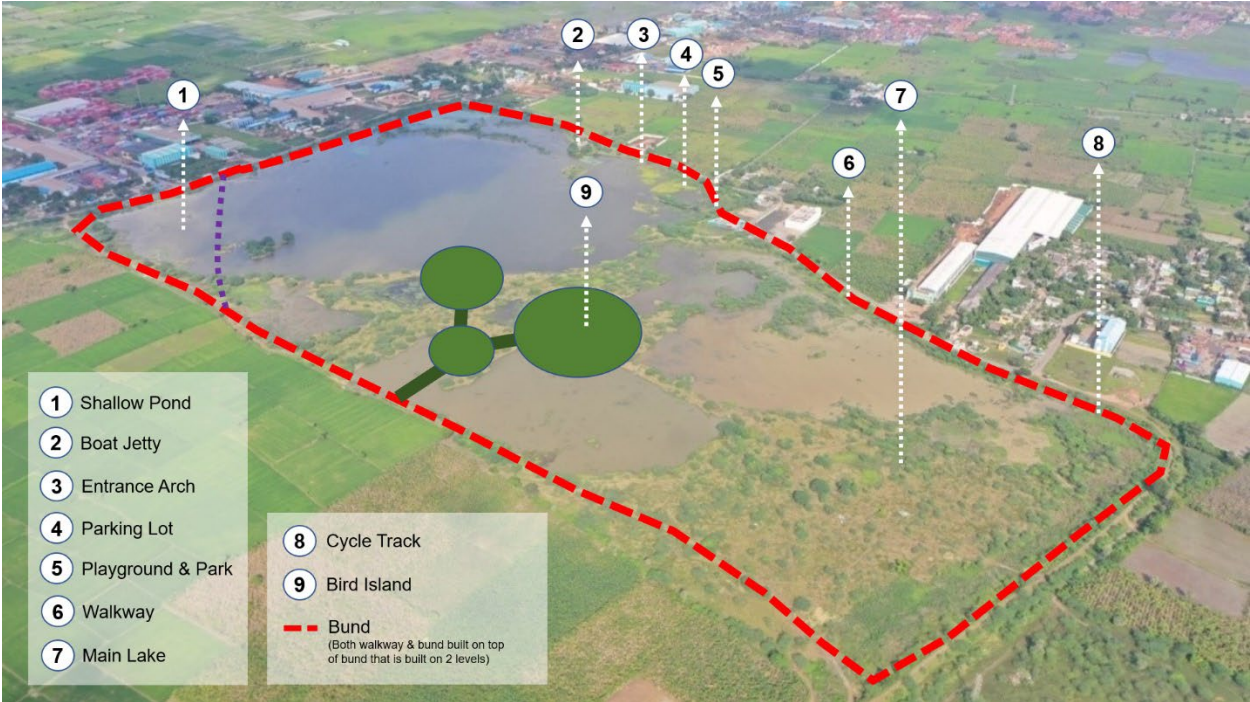 2
3
4
5
1
7
8
6
9
1 Shallow Pond
2 Boat Jetty
3 Entrance Arch
4 Parking Lot
5 Playground & Park
6 Walkway
7 Main Lake
8 Cycle Track
9 Bird Island
Bund
(Both walkway & bund built on top
of bund that is built on 2 levels)